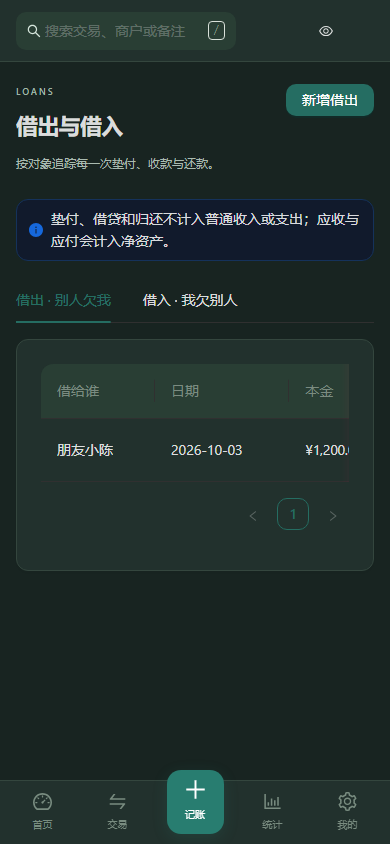 搜索交易、商户或备注 /
LOANS
新增借出
借出与借入
按对象追踪每一次垫付、收款与还款。
垫付、借贷和归还不计入普通收入或支出；应收与
应付会计入净资产。
借出 · 别人欠我 借入 · 我欠别人
借给谁 日期 本金
朋友小陈 2026-10-03 ¥1,200.
1
首页 交易 记账 统计 我的